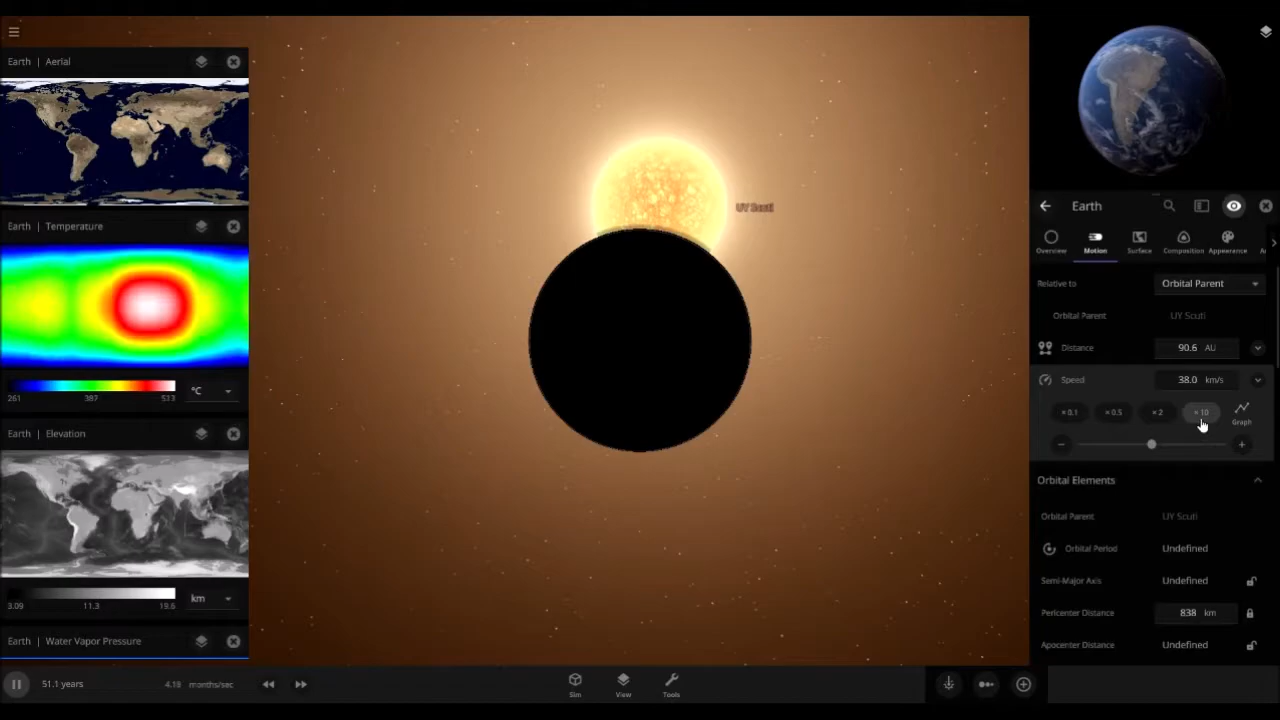 Earth | Aerial
Earth | Temperature
261 387 513 °C
Earth | Elevation
3.09 11.3 19.6 km
Earth | Water Vapor Pressure
UY Scuti
Earth
Overview Motion Surface Composition Appearance
Relative to Orbital Parent
Orbital Parent UY Scuti
Distance 90.6 AU
Speed 38.0 km/s
× 0.1 × 0.5 × 2 × 10 Graph
Orbital Elements
Orbital Parent UY Scuti
Orbital Period Undefined
Semi-Major Axis Undefined
Pericenter Distance 838 km
Apocenter Distance Undefined
51.1 years 4.18 months/sec
Sim View Tools